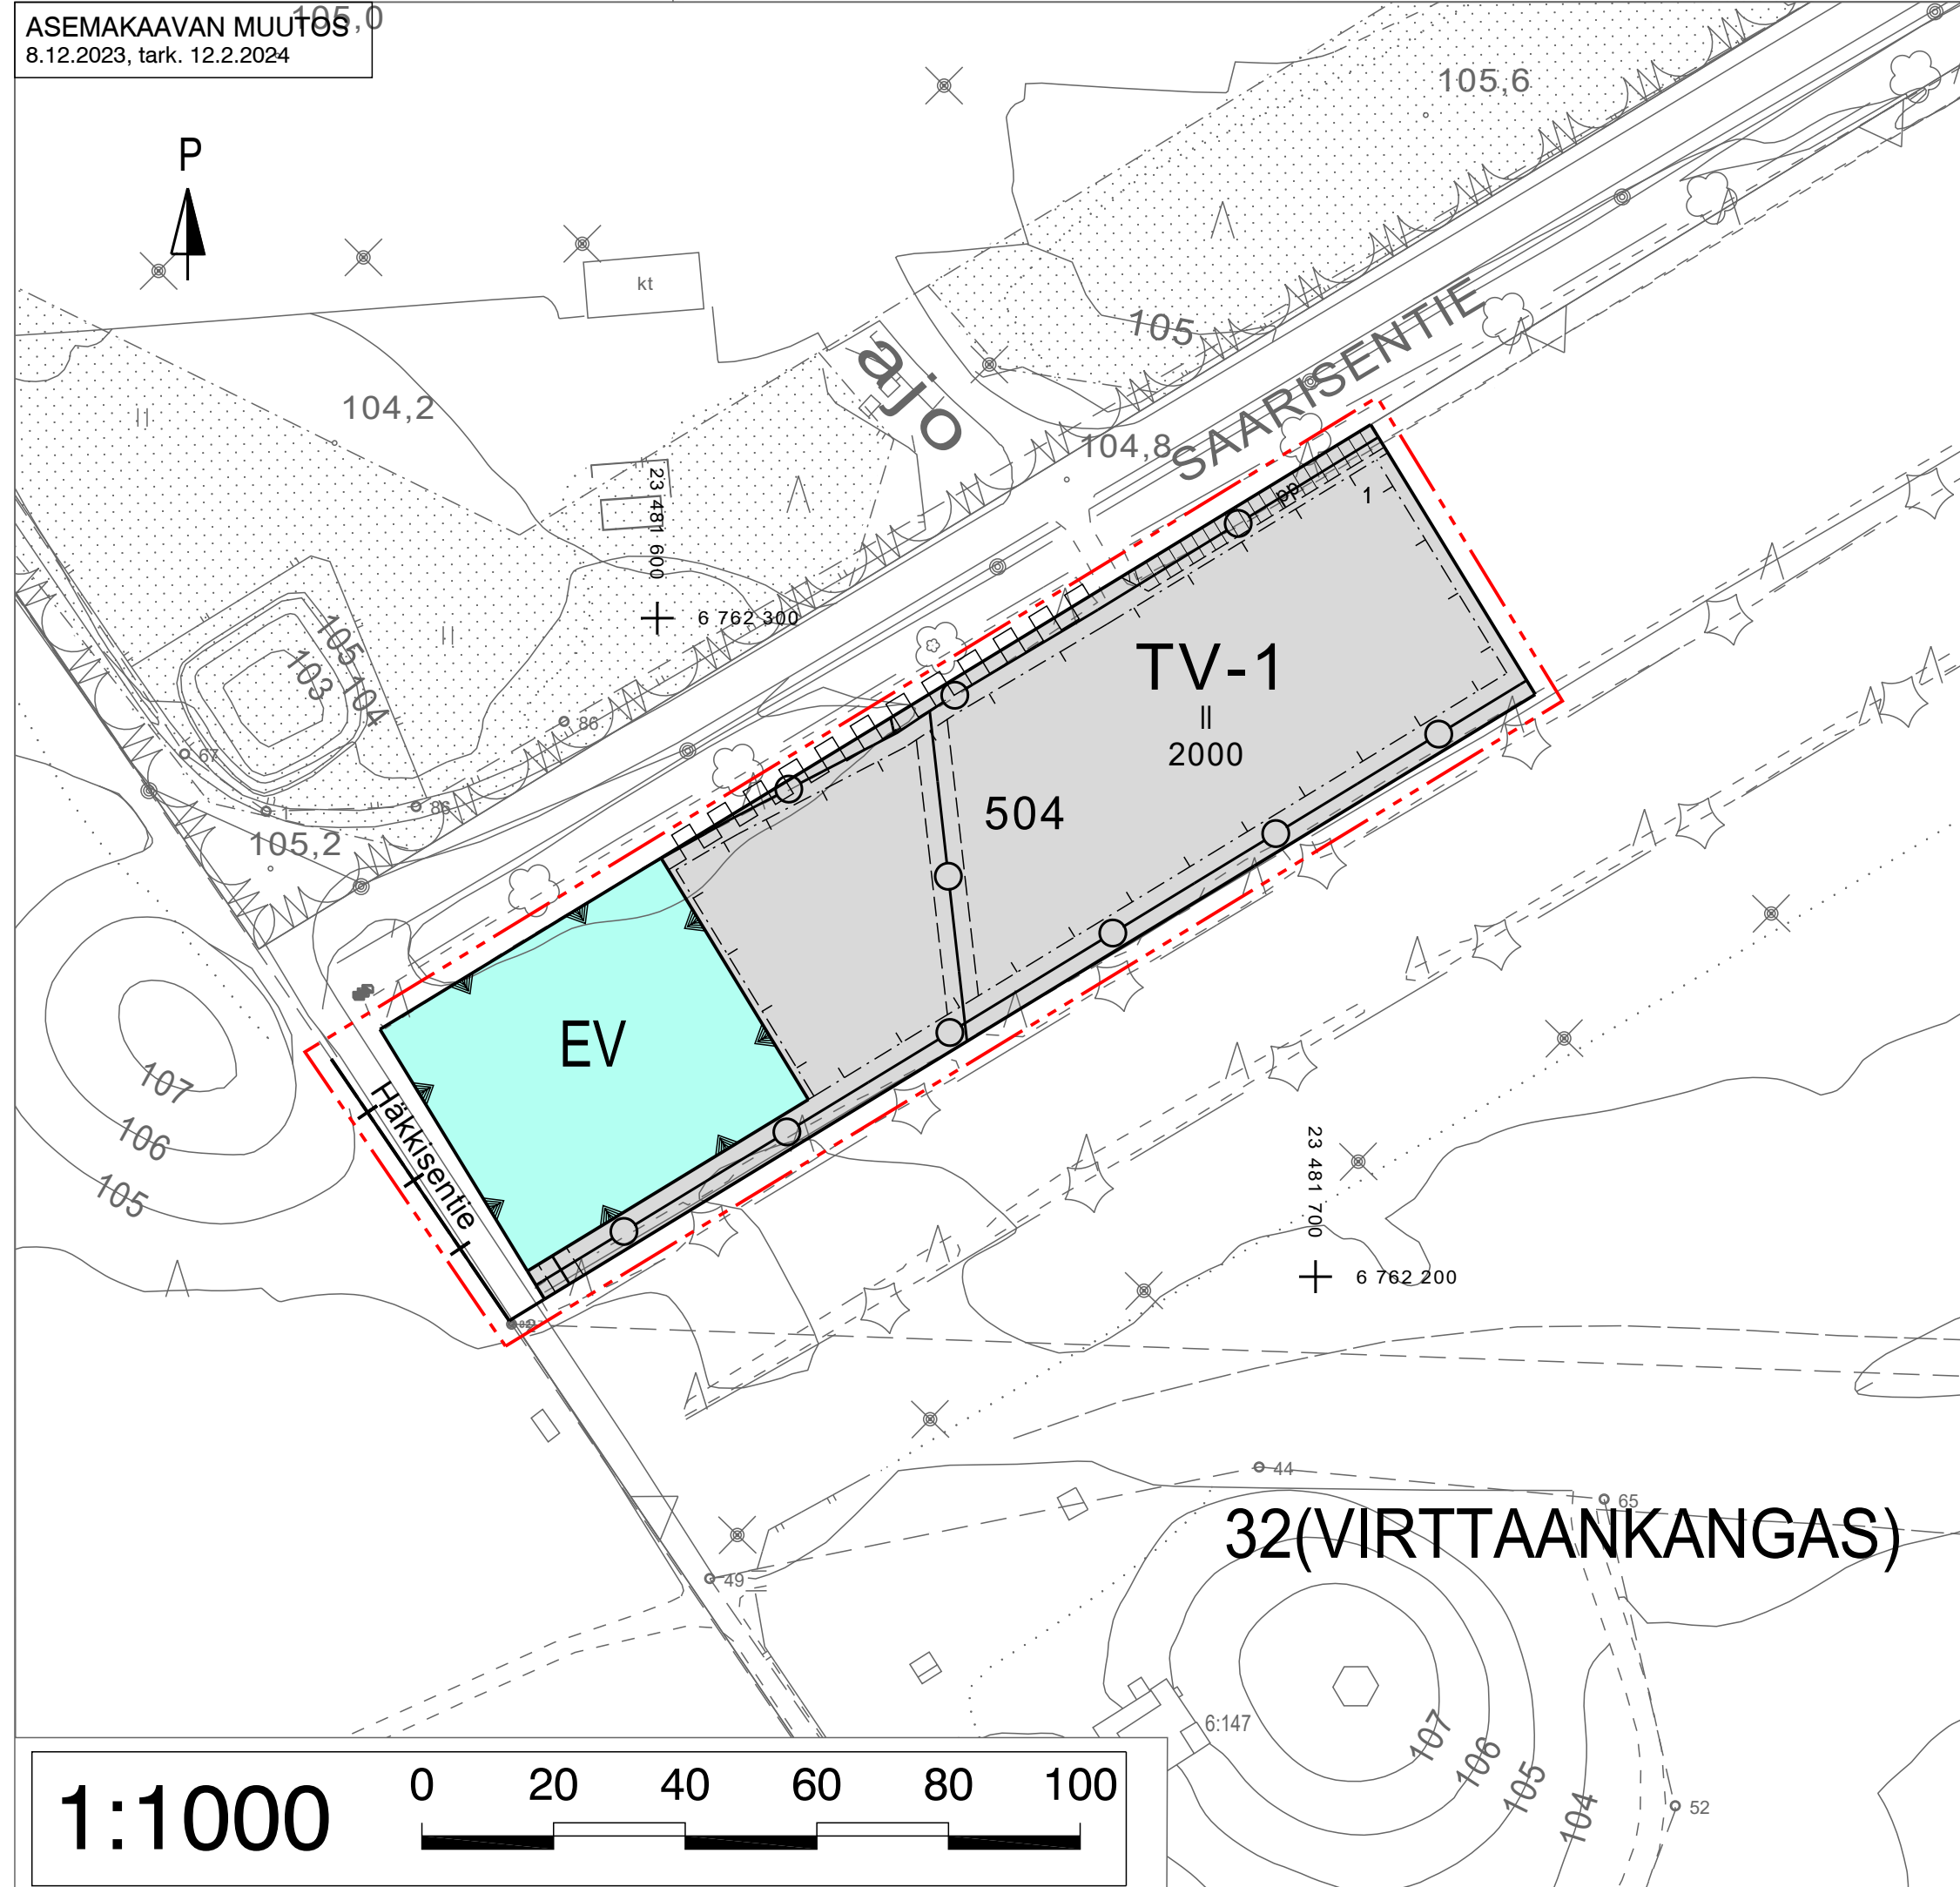 ASEMAKAAVAN MUUTOS
8.12.2023, tark. 12.2.2024
105,0
105,6
P
kt
105
ajo
SAARISENTIE
104,2
104,8
23 481 600
6 762 300
pp
1
TV-1
II
2000
504
105
103
104
86
67
86
105,2
EV
Häkkisentie
107
106
105
23 481 700
6 762 200
44
65
32(VIRTTAANKANGAS)
49
6:147
107
106
105
104
52
1:1000
0 20 40 60 80 100